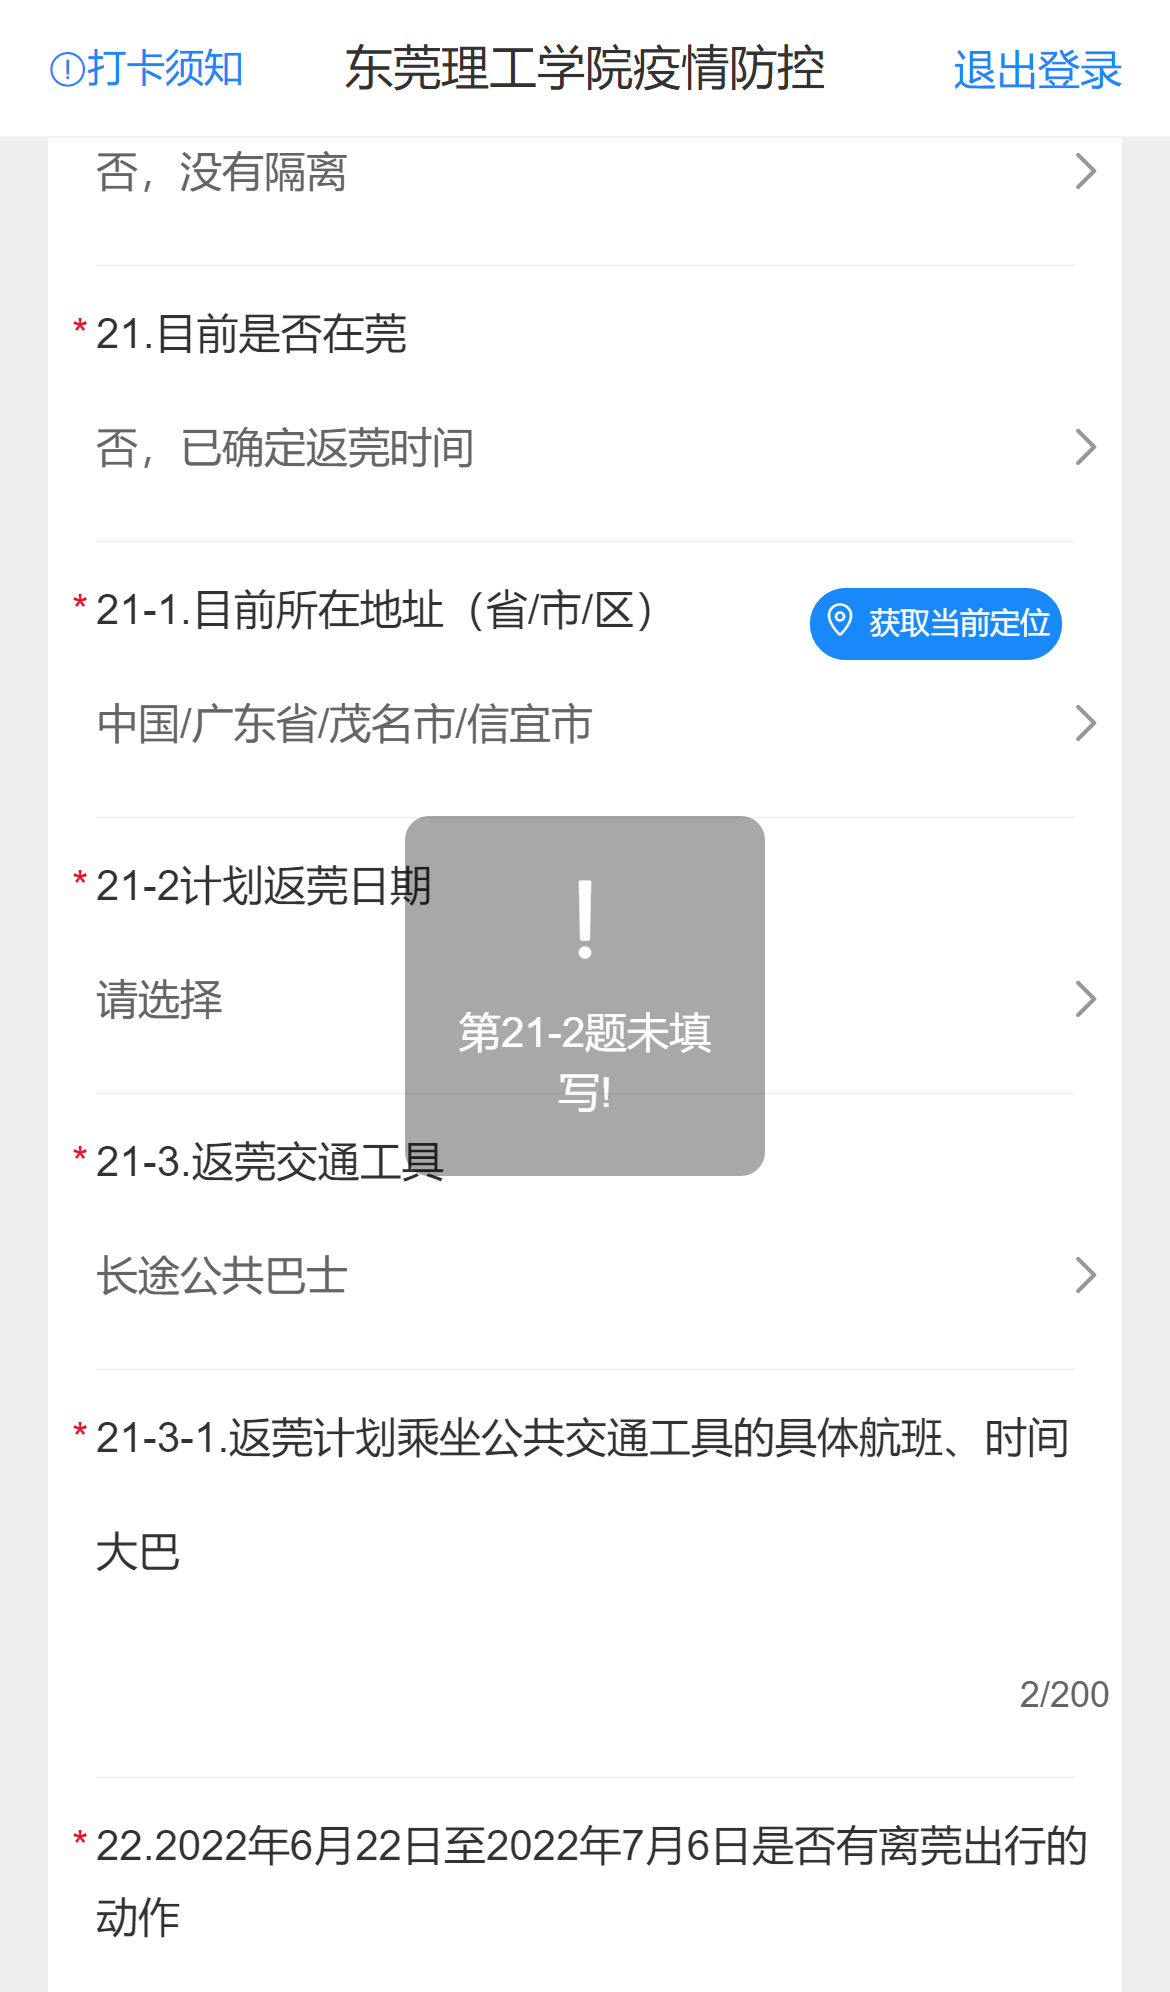 打卡须知 东莞理工学院疫情防控 退出登录
否，没有隔离
* 21.目前是否在莞
否，已确定返莞时间
* 21-1.目前所在地址（省/市/区） 获取当前定位
中国/广东省/茂名市/信宜市
* 21-2计划返莞日期
请选择
第21-2题未填
写!
* 21-3.返莞交通工具
长途公共巴士
* 21-3-1.返莞计划乘坐公共交通工具的具体航班、时间
大巴
2/200
* 22.2022年6月22日至2022年7月6日是否有离莞出行的
动作